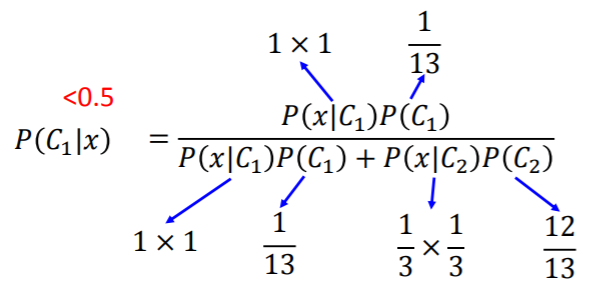 1 × 1 1/13
<0.5
P(C₁|x) = P(x|C₁)P(C₁) / P(x|C₁)P(C₁) + P(x|C₂)P(C₂)
1 × 1 1/13 1/3 × 1/3 12/13